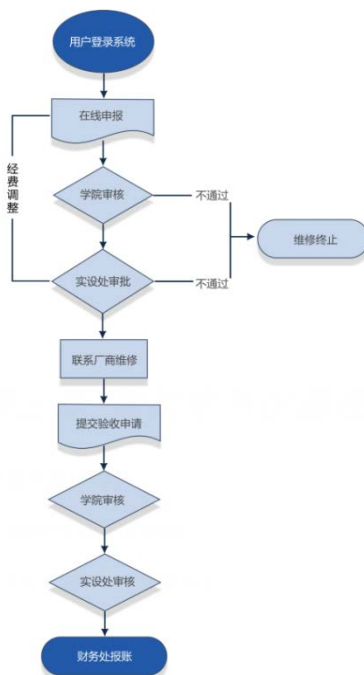 用户登录系统
在线申报
经费调整
学院审核
不通过
维修终止
实设处审批
不通过
联系厂商维修
提交验收申请
学院审核
实设处审核
财务处报账